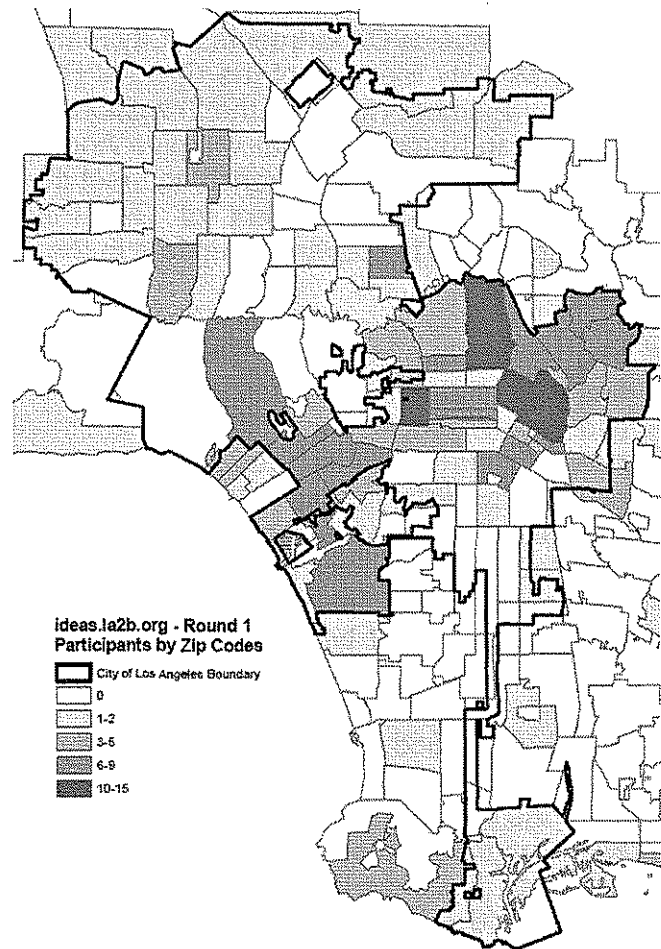 ideas.la2b.org - Round 1
Participants by Zip Codes
City of Los Angeles Boundary
0
1-2
3-5
6-9
10-15